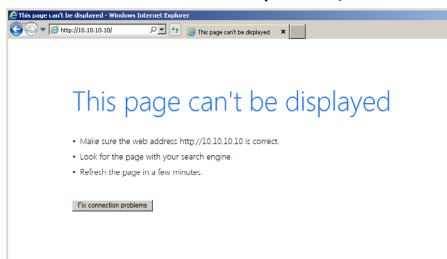 This page can't be displayed - Windows Internet Explorer
http://10.10.10.10/
This page can't be displayed
This page can't be displayed
• Make sure the web address http://10.10.10.10 is correct.
• Look for the page with your search engine.
• Refresh the page in a few minutes.
Fix connection problems